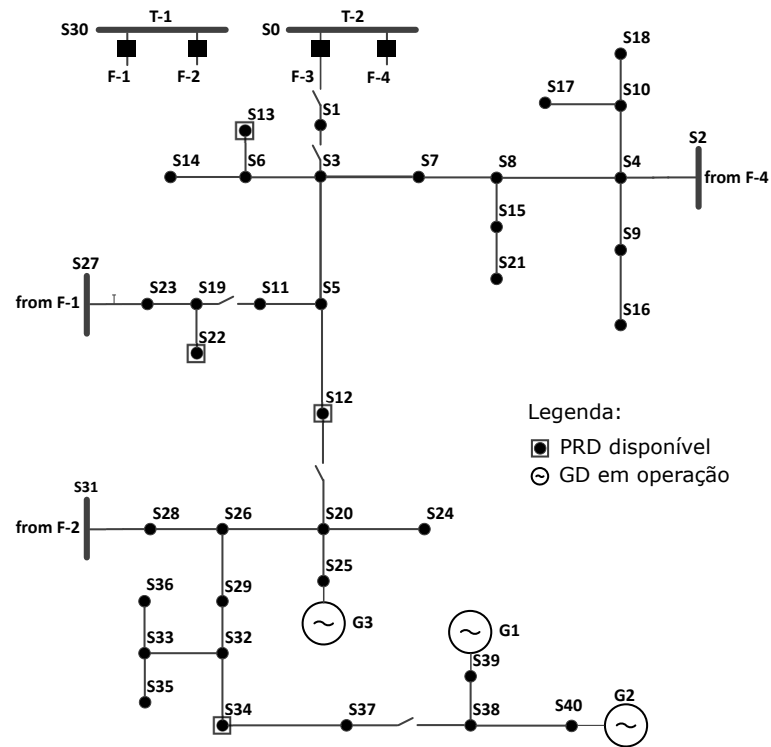 S30 T-1
F-1 F-2
S0 T-2
F-3 F-4
S18
S17 S10
S1
S13
S2
S14 S6 S3 S7 S8 S4 from F-4
S15
S9
S21
S16
S27
from F-1 S23 S19 S11 S5
S22
S12
Legenda:
PRD disponível
GD em operação
S31
from F-2 S28 S26 S20 S24
S25
G3
S36 S29
S33 S32
S35
G1
S39
S34 S37 S38 S40 G2